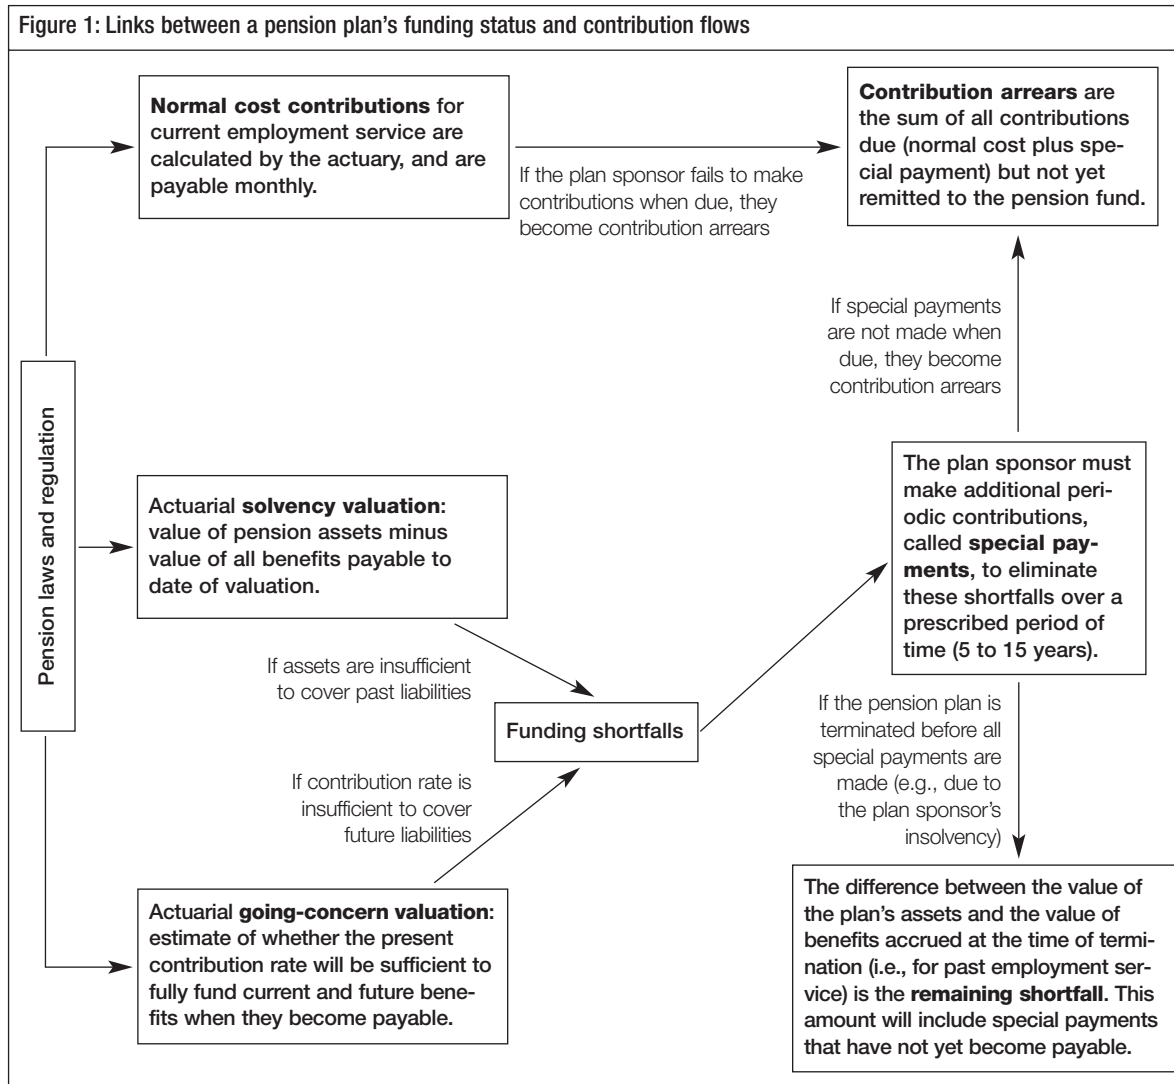 Figure 1: Links between a pension plan's funding status and contribution flows
Normal cost contributions for
current employment service are
calculated by the actuary, and are
payable monthly.
If the plan sponsor fails to make
contributions when due, they
become contribution arrears
Contribution arrears are
the sum of all contributions
due (normal cost plus spe-
cial payment) but not yet
remitted to the pension fund.
If special payments
are not made when
due, they become
contribution arrears
Pension laws and regulation
Actuarial solvency valuation:
value of pension assets minus
value of all benefits payable to
date of valuation.
The plan sponsor must
make additional peri-
odic contributions,
called special pay-
ments, to eliminate
these shortfalls over a
prescribed period of
time (5 to 15 years).
If assets are insufficient
to cover past liabilities
Funding shortfalls
If contribution rate is
insufficient to cover
future liabilities
If the pension plan is
terminated before all
special payments are
made (e.g., due to
the plan sponsor's
insolvency)
Actuarial going-concern valuation:
estimate of whether the present
contribution rate will be sufficient to
fully fund current and future bene-
fits when they become payable.
The difference between the value of
the plan's assets and the value of
benefits accrued at the time of termi-
nation (i.e., for past employment ser-
vice) is the remaining shortfall. This
amount will include special payments
that have not yet become payable.